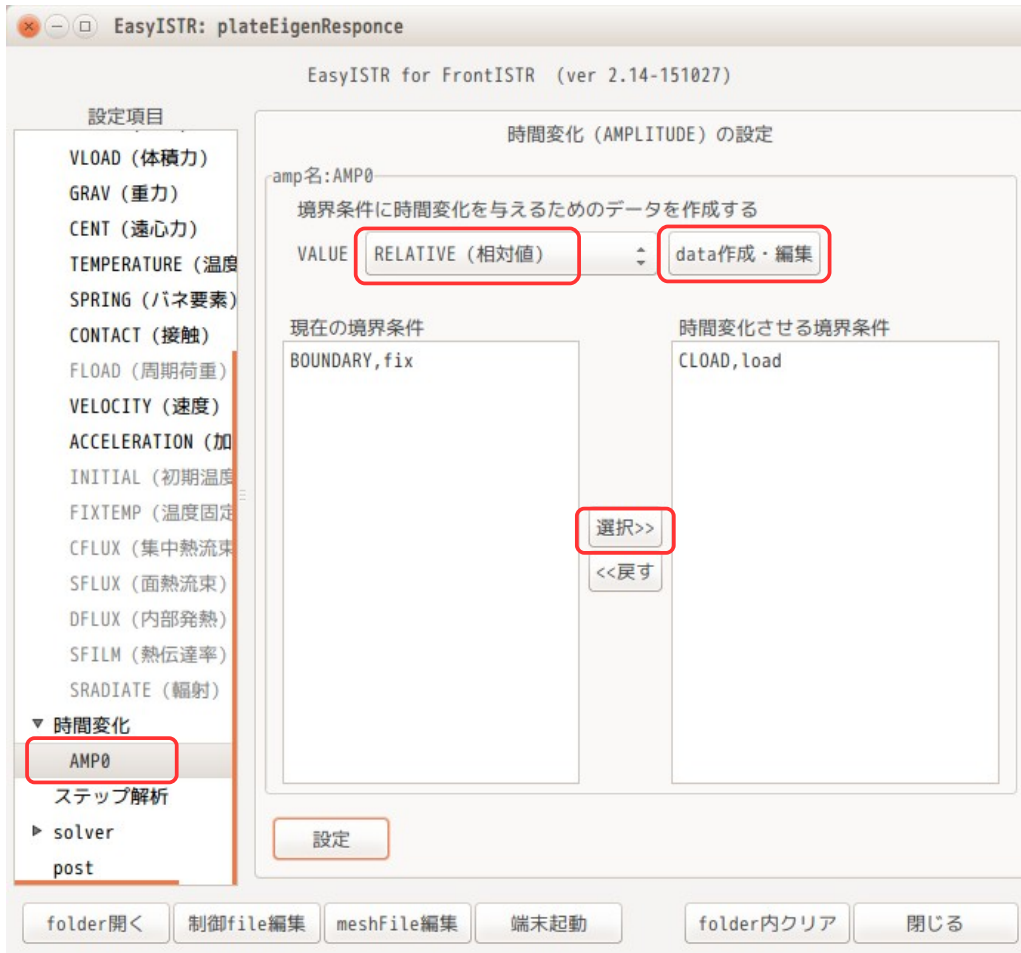 EasyISTR: plateEigenResponce
EasyISTR for FrontISTR (ver 2.14-151027)
設定項目
VLOAD (体積力)
GRAV (重力)
CENT (遠心力)
TEMPERATURE (温度
SPRING (バネ要素)
CONTACT (接触)
FLOAD (周期荷重)
VELOCITY (速度)
ACCELERATION (加
INITIAL (初期温度
FIXTEMP (温度固定
CFLUX (集中熱流束
SFLUX (面熱流束)
DFLUX (内部発熱)
SFILM (熱伝達率)
SRADIATE (輻射)
時間変化
AMP0
ステップ解析
solver
post
時間変化 (AMPLITUDE) の設定
amp名:AMP0
境界条件に時間変化を与えるためのデータを作成する
VALUE RELATIVE (相対値) data作成・編集
現在の境界条件
BOUNDARY,fix
選択>>
<<戻す
時間変化させる境界条件
CLOAD,load
設定
folder開く 制御file編集 meshFile編集 端末起動 folder内クリア 閉じる